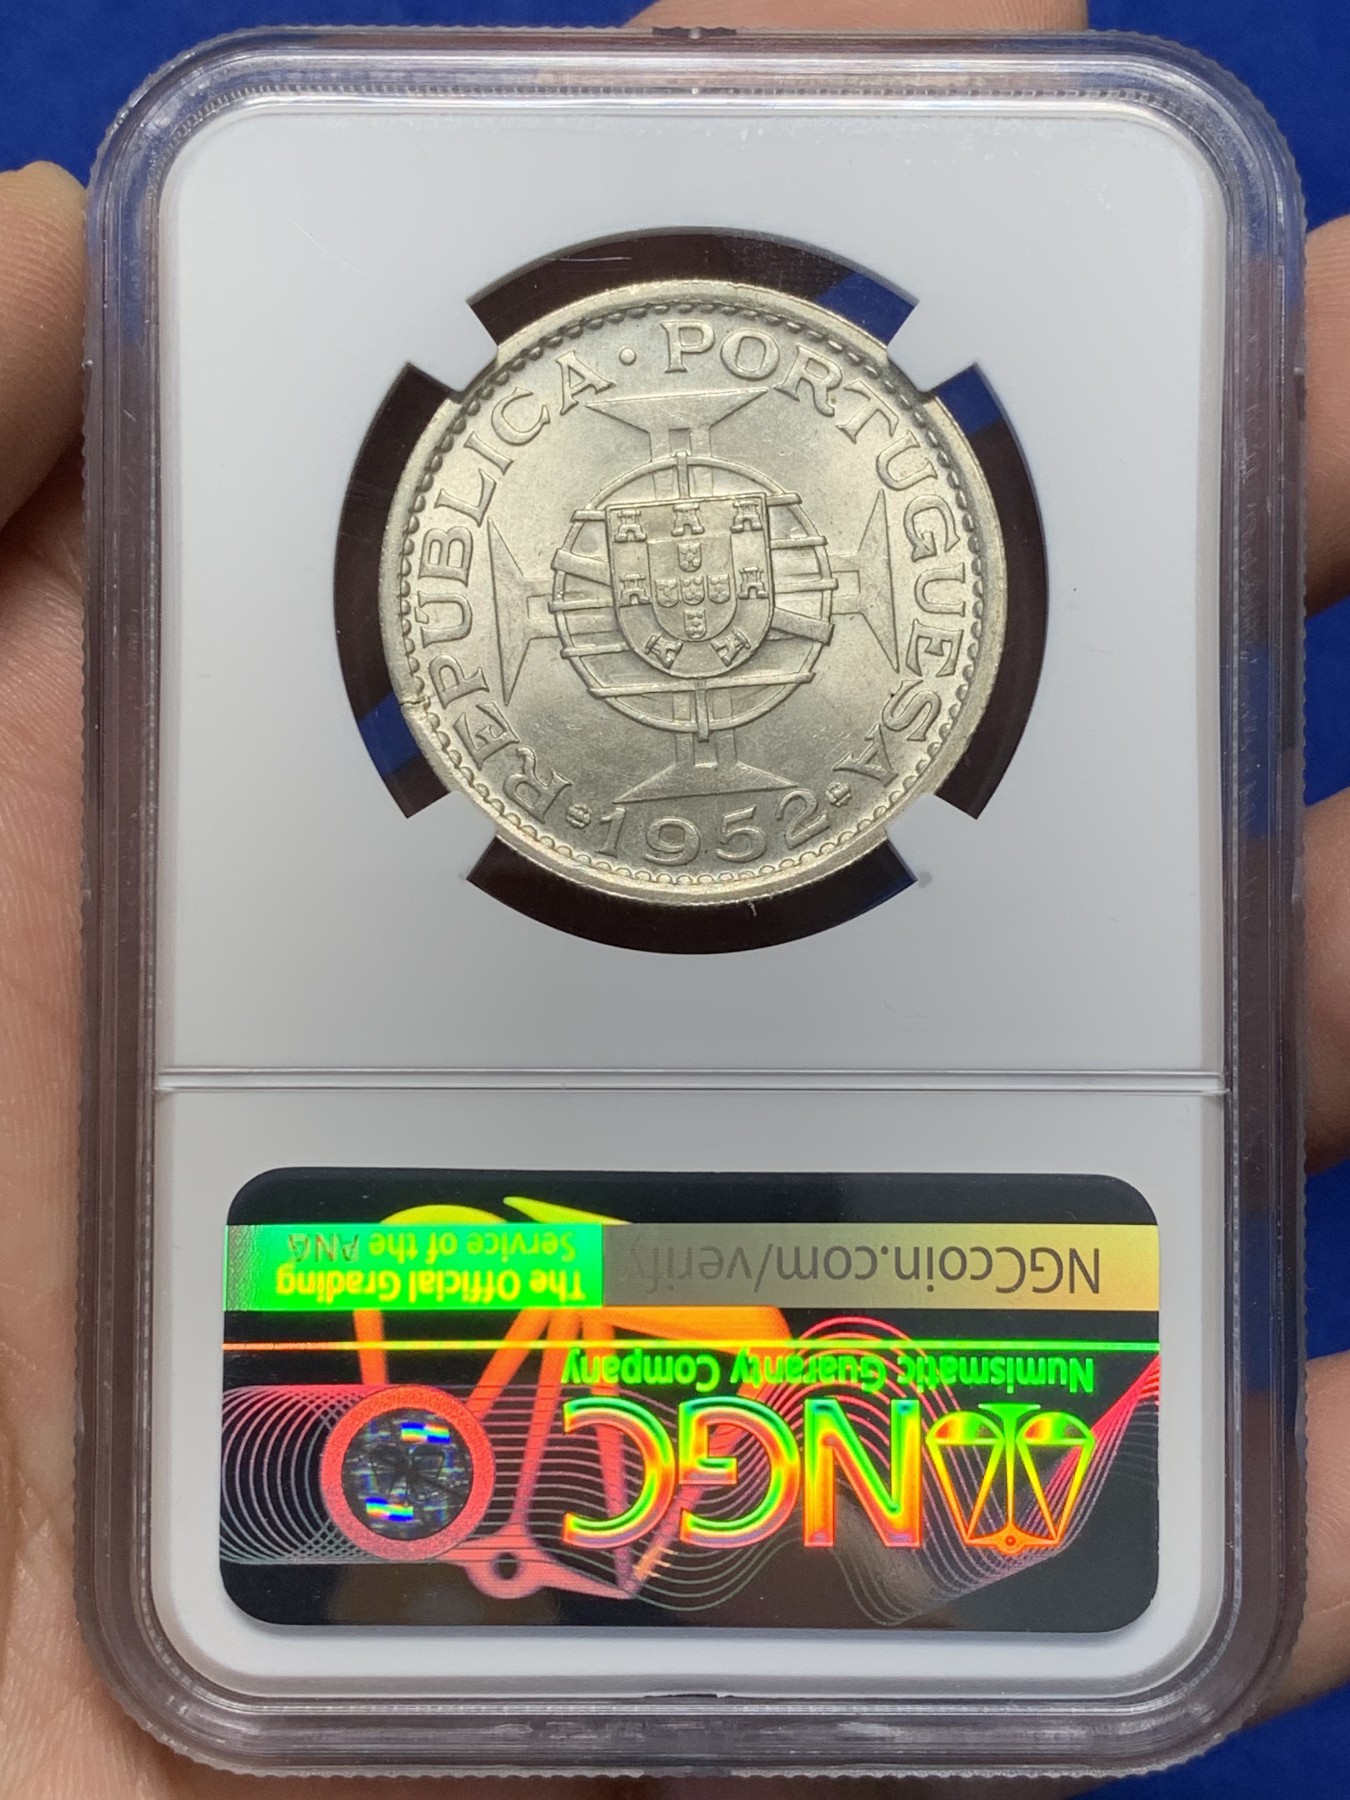 REPUBLICA · PORTUGUESA
1952
NGC
Numismatic Guaranty Company
NGCcoin.com/verify
The Official Grading
Service of the ANA